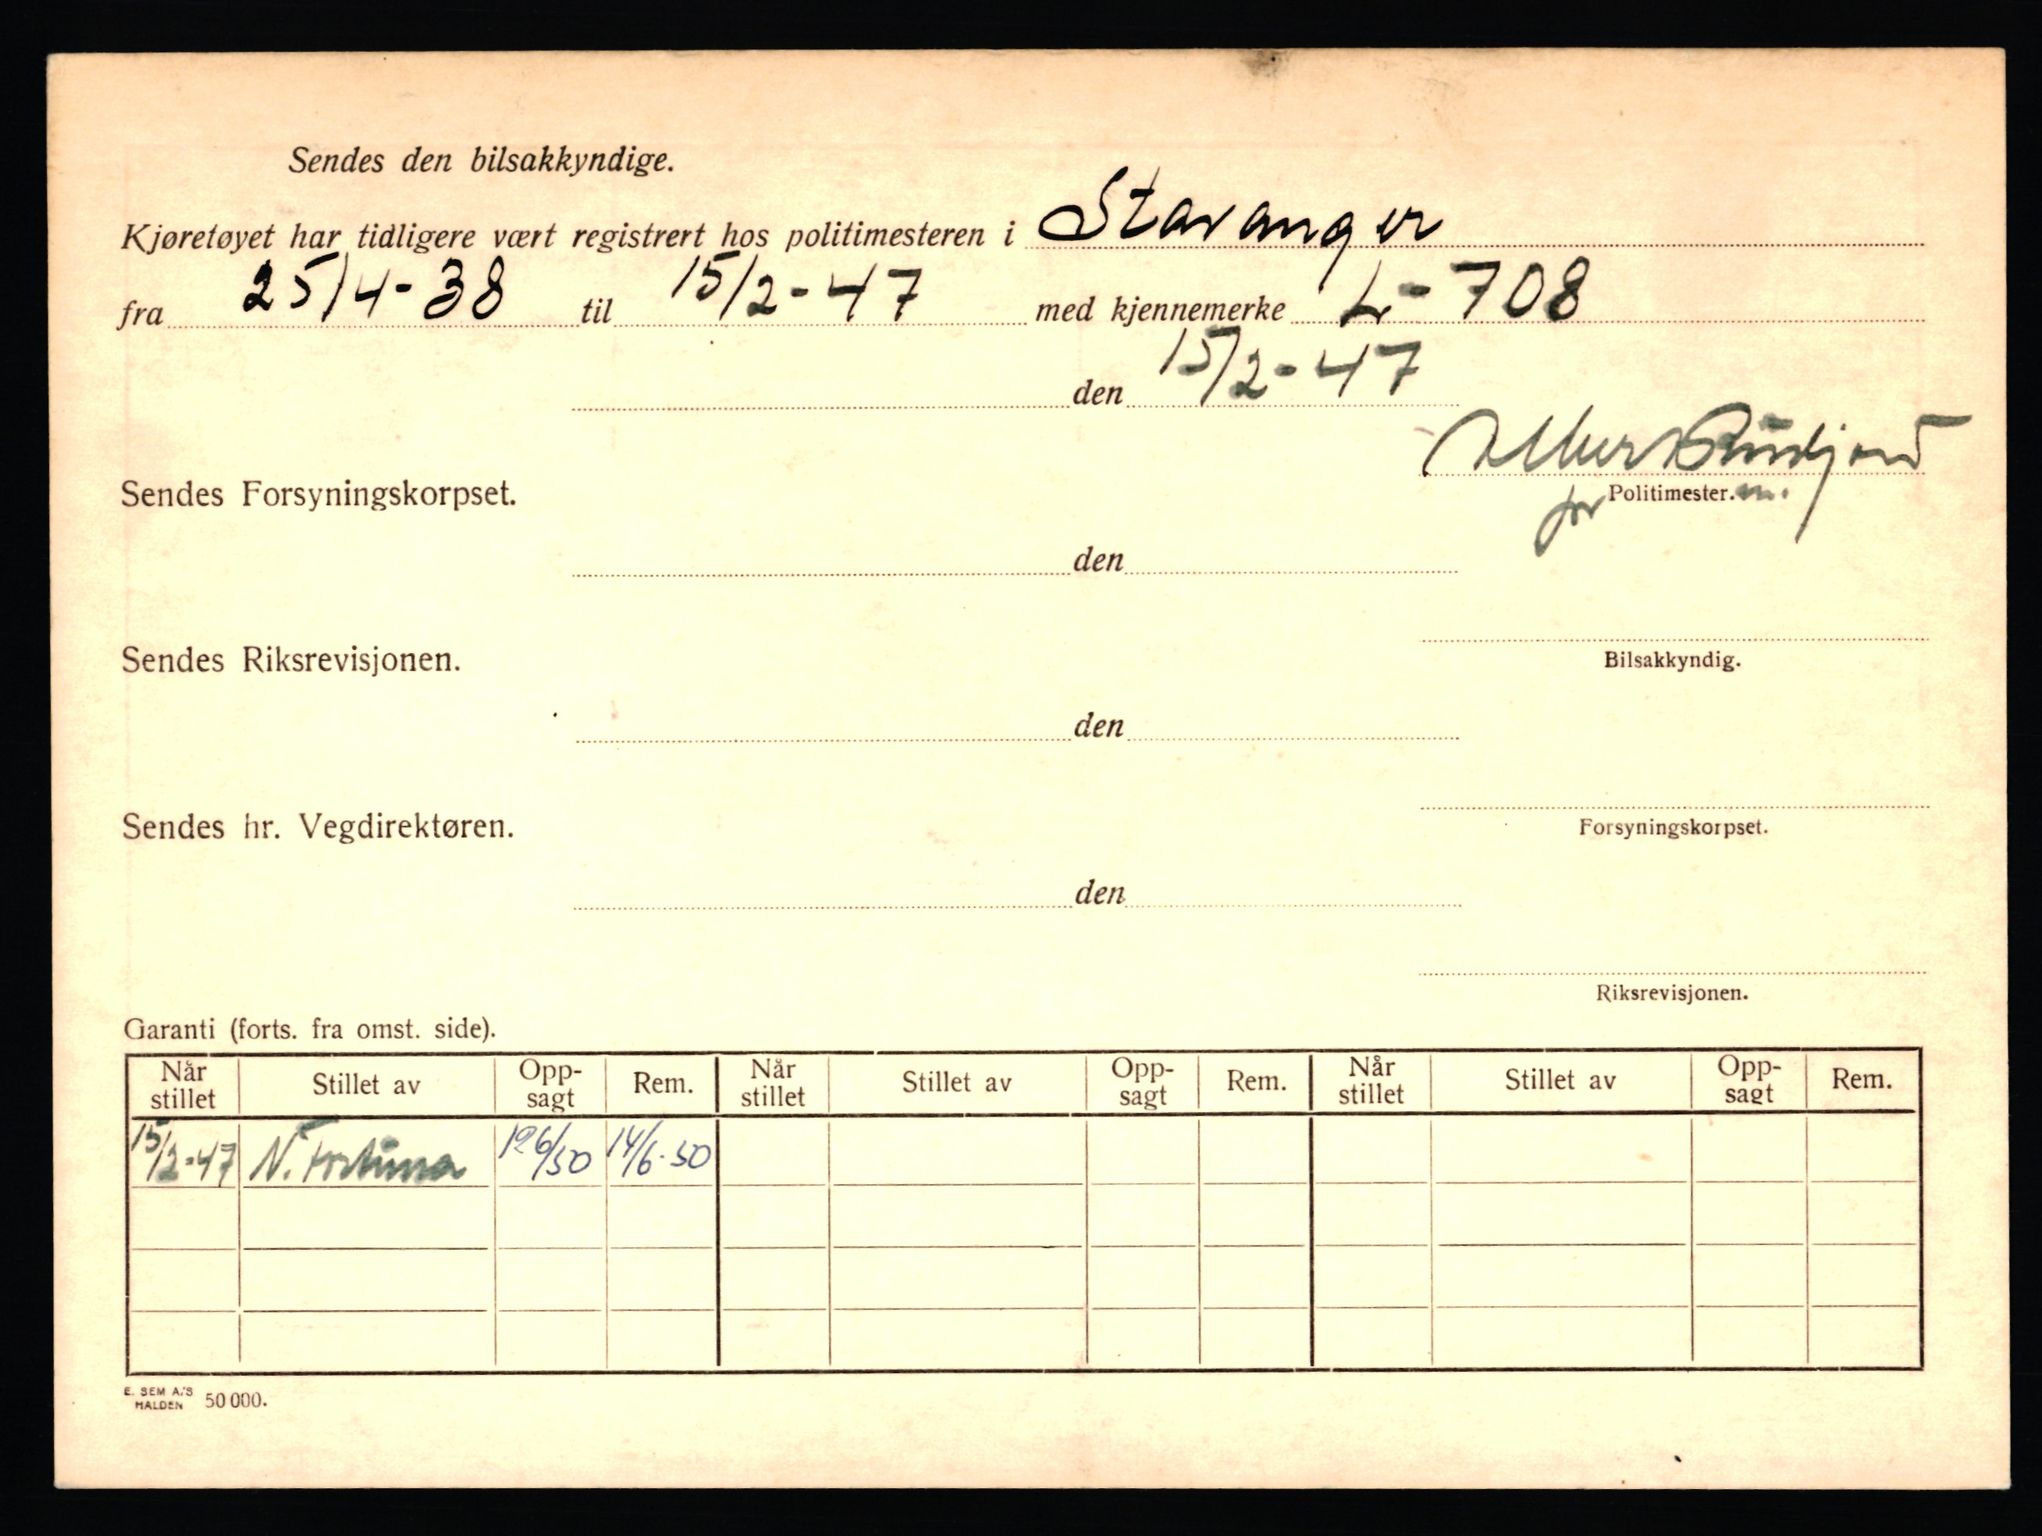 Sendes den bilsakkyndige.
Kjøretøyet har tidligere vært registrert hos politimesteren i Stavanger
fra 25/4-38 til 15/2-47 med kjennemerke L-708
den 15/2-47
Sendes Forsyningskorpset.
for Politimester.m.
den
Sendes Riksrevisjonen.
Bilsakkyndig.
den
Sendes hr. Vegdirektøren.
Forsyningskorpset.
den
Riksrevisjonen.
Garanti (forts. fra omst. side).
Når stillet Stillet av Opp-sagt Rem. Når stillet Stillet av Opp-sagt Rem. Når stillet Stillet av Opp-sagt Rem.
15/2-47 N. Fortuna 14/6-50
E. SEM A.'S
HALDEN 50 000.